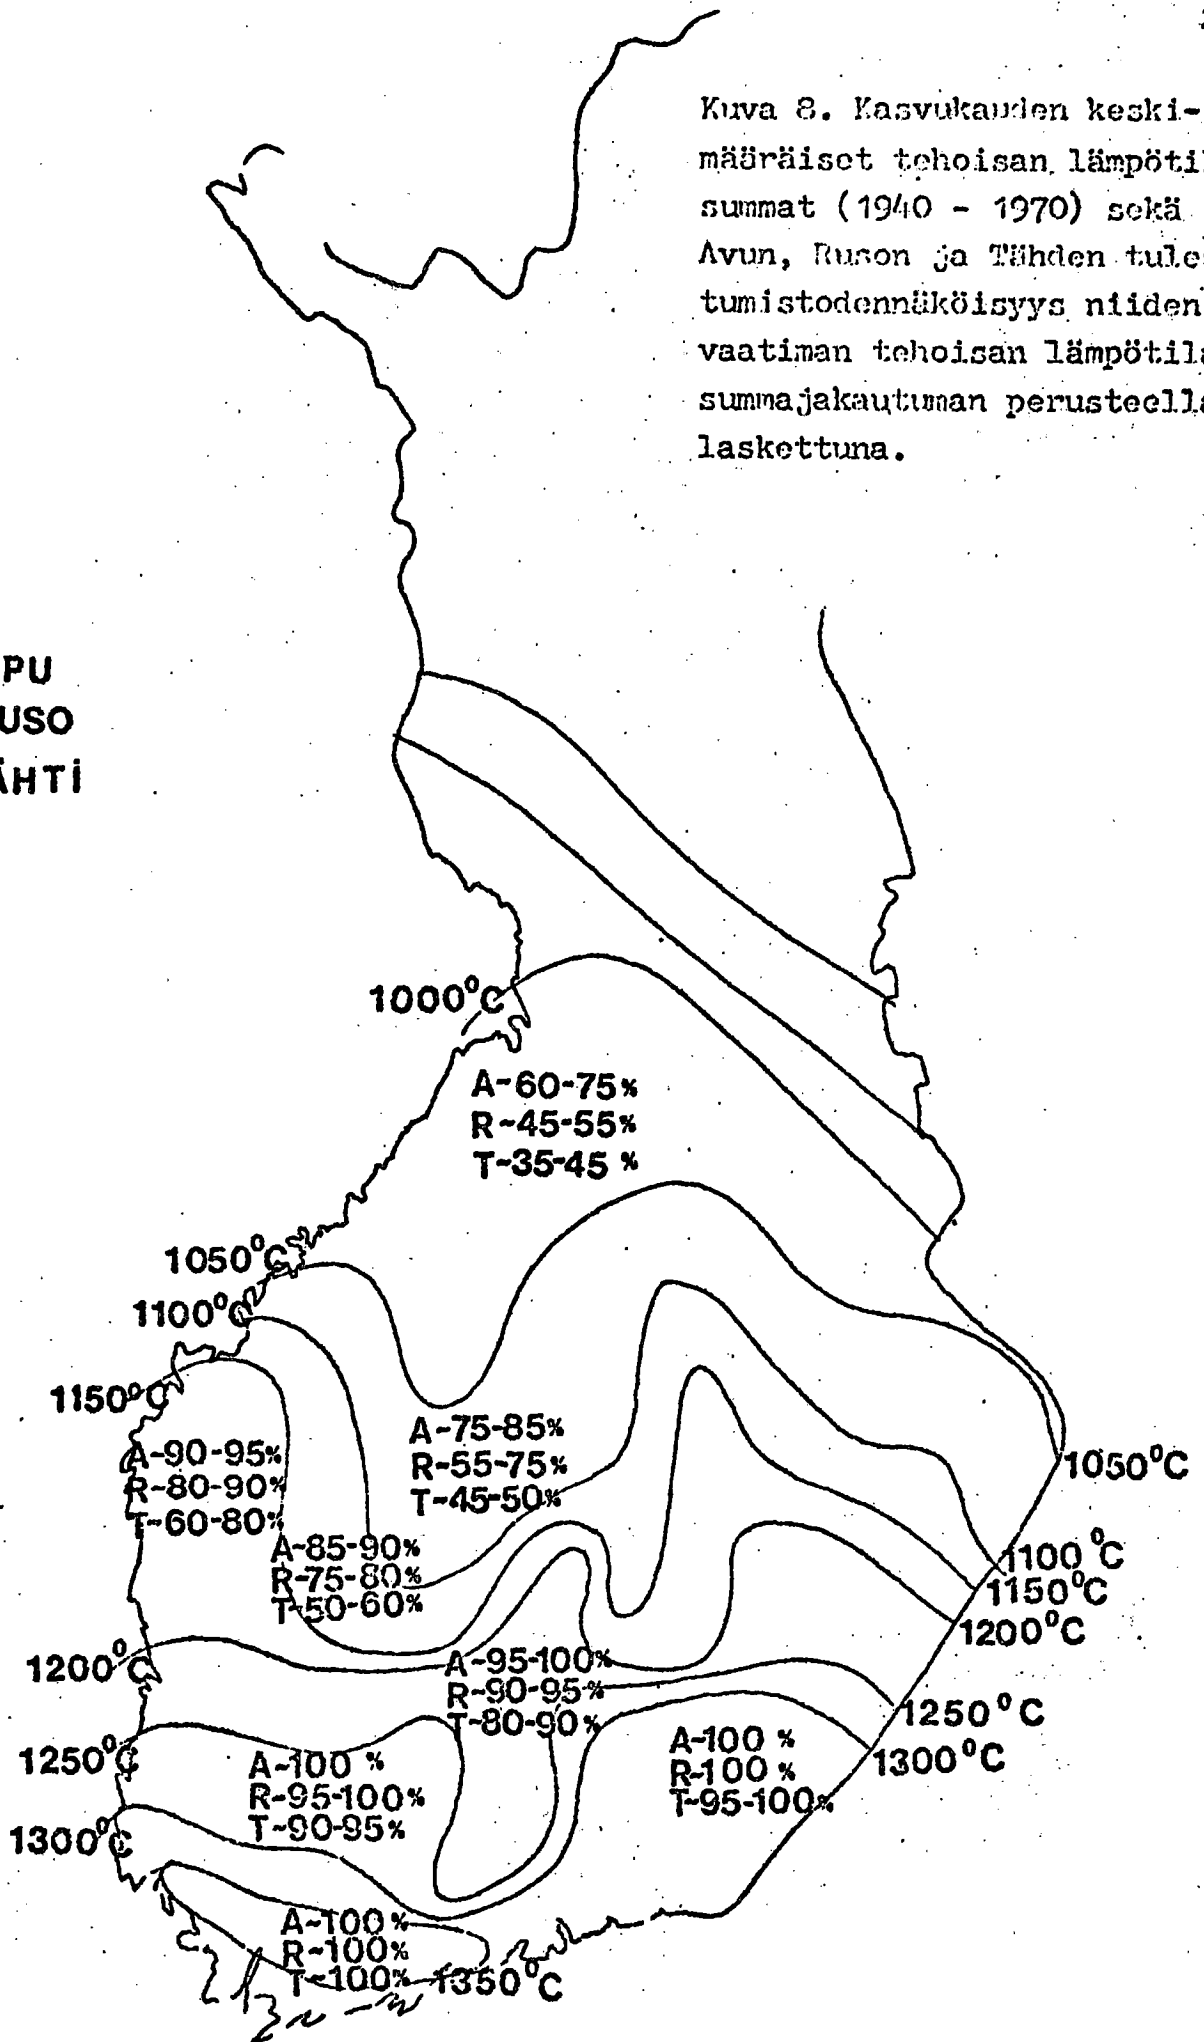 Kuva 8. Kasvukauden keski-
määräiset tehoisan lämpöti
summat (1940 - 1970) sekä
Avun, Ruson ja Tähden tule
tumistodennäköisyys niiden
vaatiman tehoisan lämpötila
summajakautuman perusteella
laskettuna.
PU
USO
ÄHTI
1000°C
A~60-75%
R~45-55%
T~35-45 %
1050°C
1100°C
1150°C
A~75-85%
R~55-75%
T~45-50%
A~90-95%
R~80-90%
T~60-80%
1050°C
A~85-90%
R~75-80%
T~50-60%
1100°C
1150°C
1200°C
1200°C
A~95-100%
R~90-95%
T~80-90%
1250°C
1250°C
A~100 %
R~95-100%
T~90-95%
A~100 %
R~100 %
T~95-100%
1300°C
1300°C
A~100 %
R~100%
T~100%
1350°C